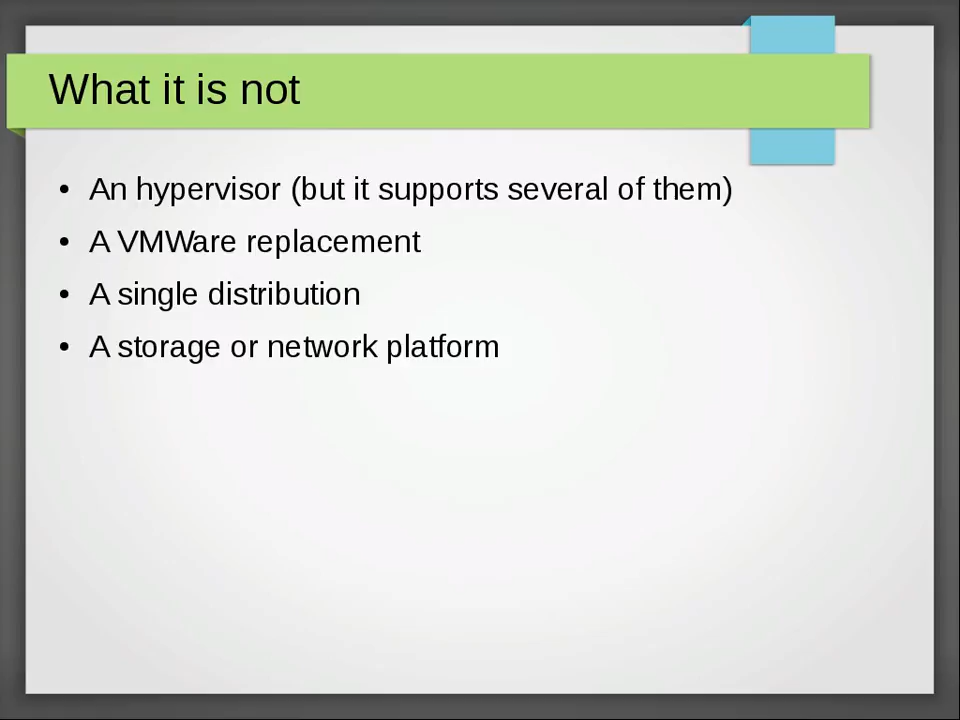 What it is not
• An hypervisor (but it supports several of them)
• A VMWare replacement
• A single distribution
• A storage or network platform